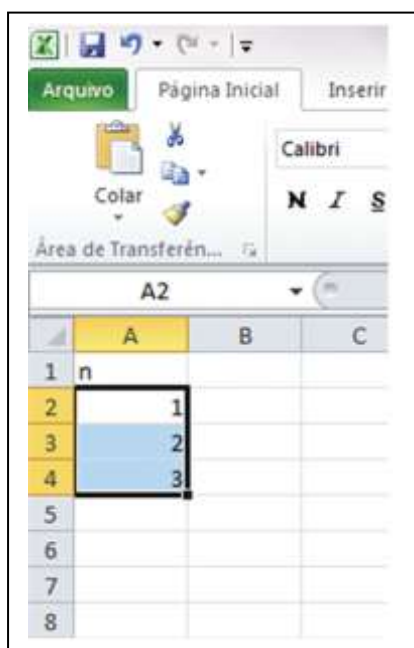 Arquivo Página Inicial Inserir
Colar
Calibri
N I S
Área de Transferên...
A2
A B C
1 n
2 1
3 2
4 3
5
6
7
8